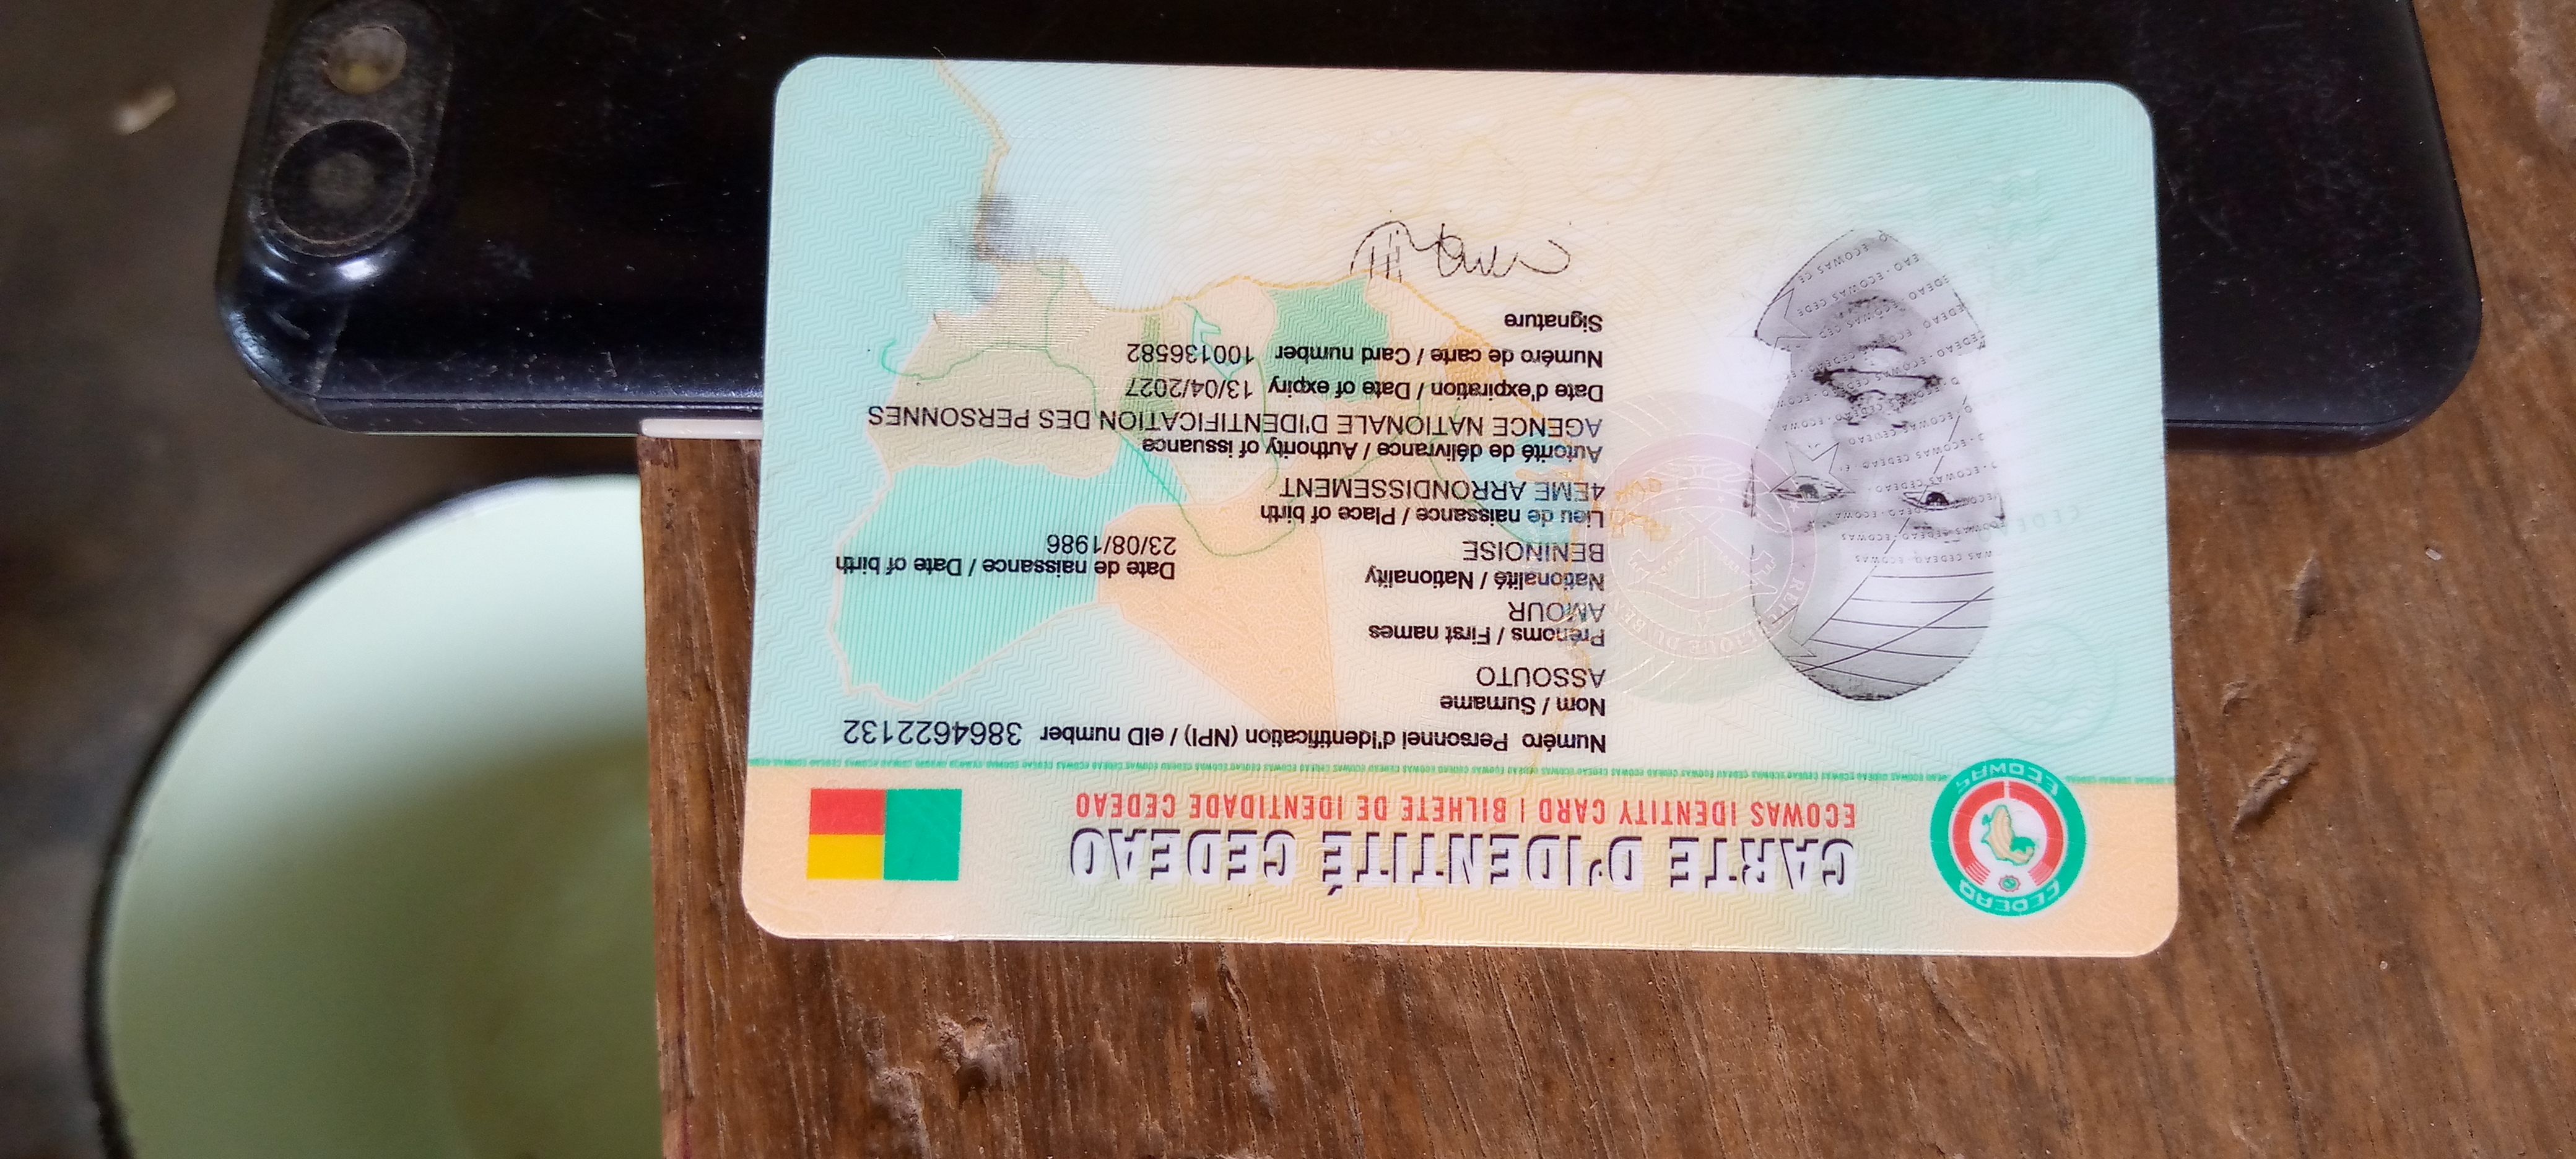 CARTE D'IDENTITÉ CEDEAO
ECOWAS IDENTITY CARD | BILHETE DE IDENTIDADE CEDEAO
CEDEAO
ECOWAS
Numéro Personnel d'Identification (NPI) / eID number 3864622132
Nom / Surname
ASSOUTO
Prénoms / First names
AMOUR
Nationalité / Nationality
BENINOISE
Date de naissance / Date of birth
23/08/1986
Lieu de naissance / Place of birth
4EME ARRONDISSEMENT
Autorité de délivrance / Authority of issuance
AGENCE NATIONALE D'IDENTIFICATION DES PERSONNES
Date d'expiration / Date of expiry 13/04/2027
Numéro de carte / Card number 100136582
Signature